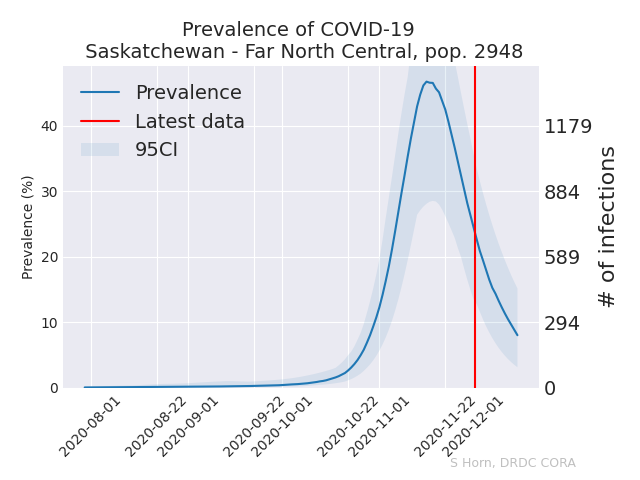 Prevalence of COVID-19
Saskatchewan - Far North Central, pop. 2948
Prevalence
Latest data
95CI
Prevalence (%)
40
30
20
10
0
1179
884
589
294
0
# of infections
2020-08-01
2020-08-22
2020-09-01
2020-09-22
2020-10-01
2020-10-22
2020-11-01
2020-11-22
2020-12-01
S Horn, DRDC CORA